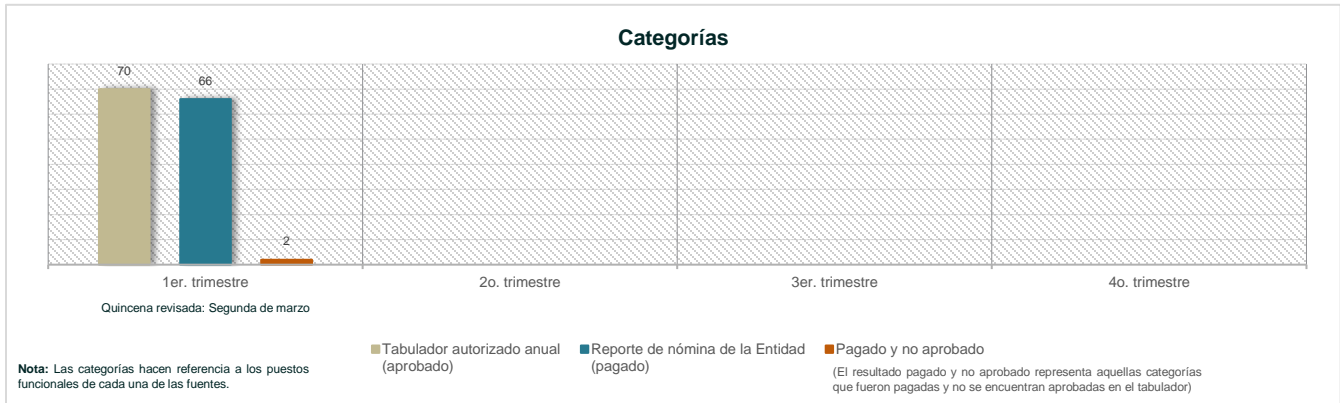 Categorías
70
66
2
1er. trimestre
2o. trimestre
3er. trimestre
4o. trimestre
Quincena revisada: Segunda de marzo
Tabulador autorizado anual
(aprobado)
Reporte de nómina de la Entidad
(pagado)
Pagado y no aprobado
(El resultado pagado y no aprobado representa aquellas categorías
que fueron pagadas y no se encuentran aprobadas en el tabulador)
Nota: Las categorías hacen referencia a los puestos
funcionales de cada una de las fuentes.